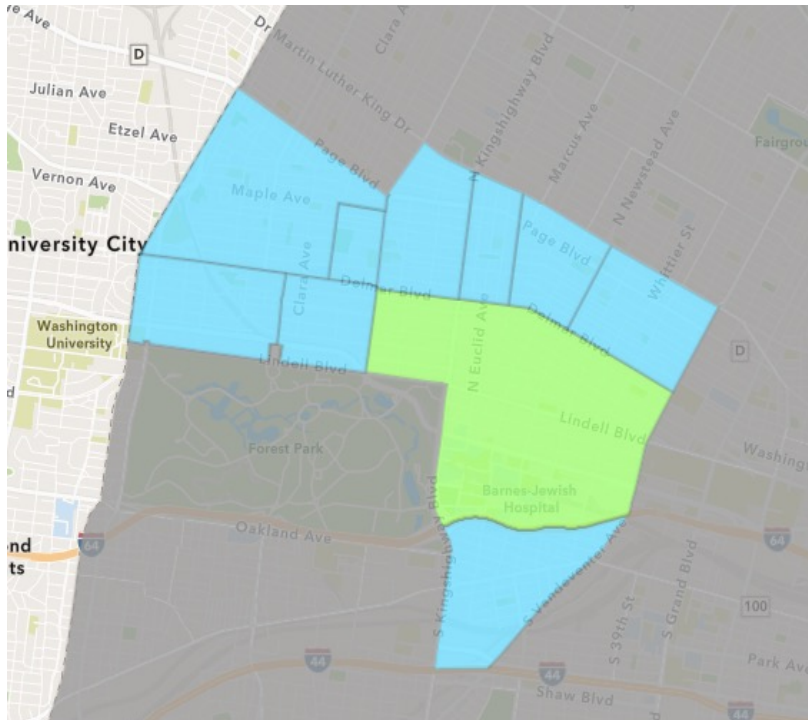 ve Ave
D
Clara A
Dr Martin Luther King Dr
N Kingshighway Blvd
Julian Ave
Etzel Ave
Marcus Ave
N Newstead Ave
Fairgrou
Page Blvd
Vernon Ave
Maple Ave
Page Blvd
Whittier St
niversity City
Clara Ave
Delmar Blvd
N Euclid Ave
Delmar Blvd
Washington
University
D
Lindell Blvd
Lindell Blvd
Washing
Forest Park
Barnes-Jewish
Hospital
S Kingshighway Blvd
Oakland Ave
64
64
nd
ts
S Vandeventer Ave
S 39th St
S Grand Blvd
100
44
44
Park Ave
Shaw Blvd
44